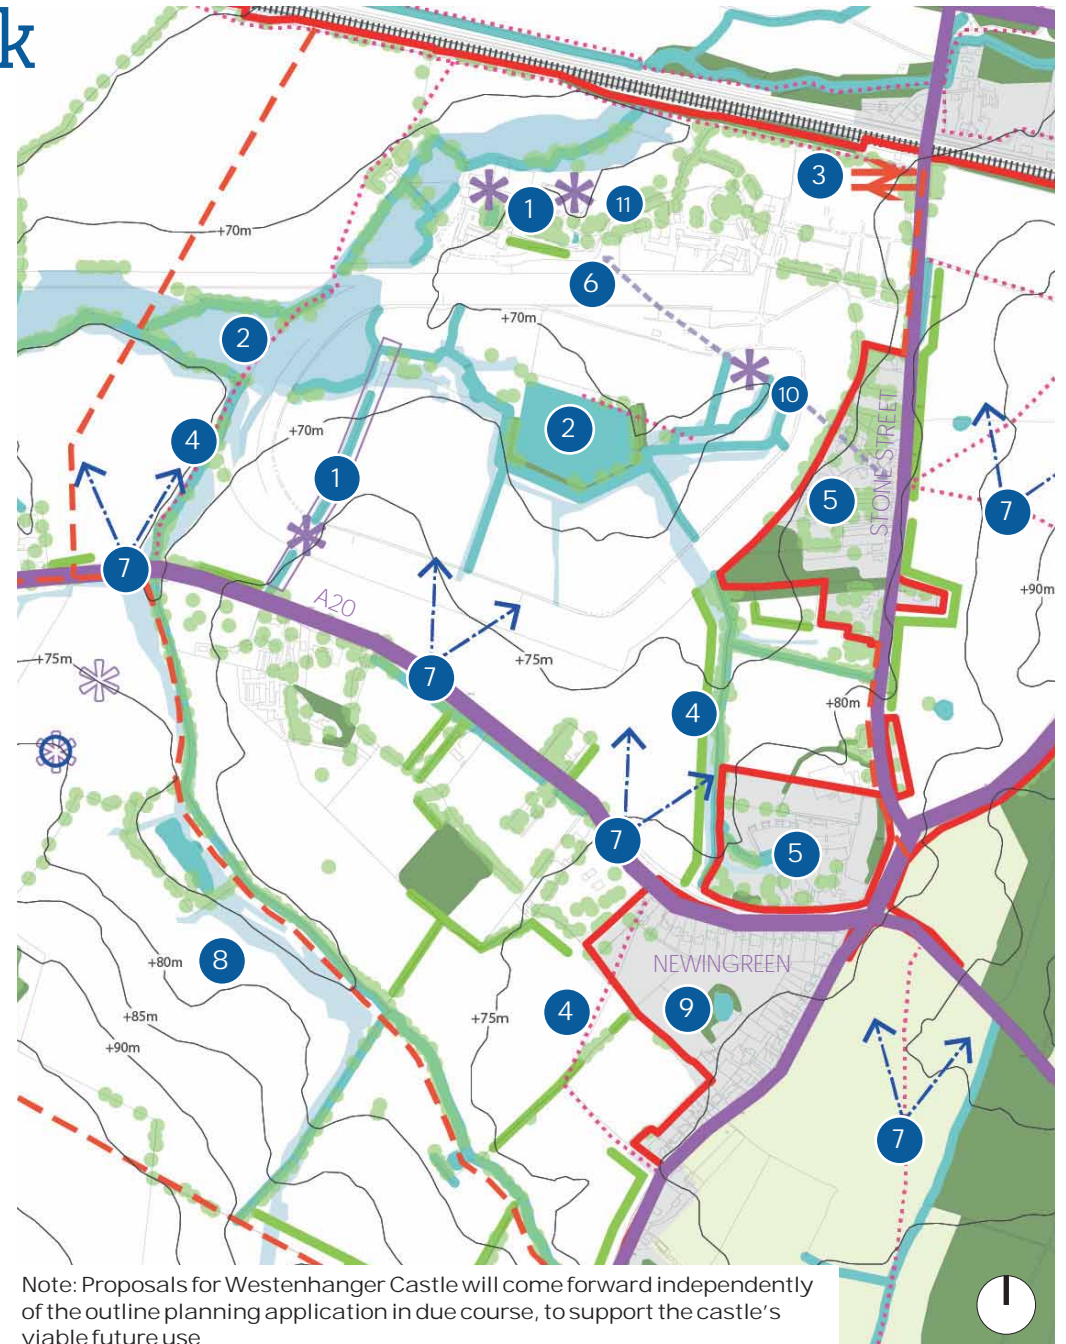 k
3
1
11
+70m
6
+70m
2
10
2
4
+70m
STONE STREET
1
5
7
7
+90m
A20
+75m
+75m
7
4
+80m
7
5
NEWINGREEN
8
+80m
9
4
+75m
+85m
+90m
7
Note: Proposals for Westenhanger Castle will come forward independently
of the outline planning application in due course, to support the castle's
viable future use